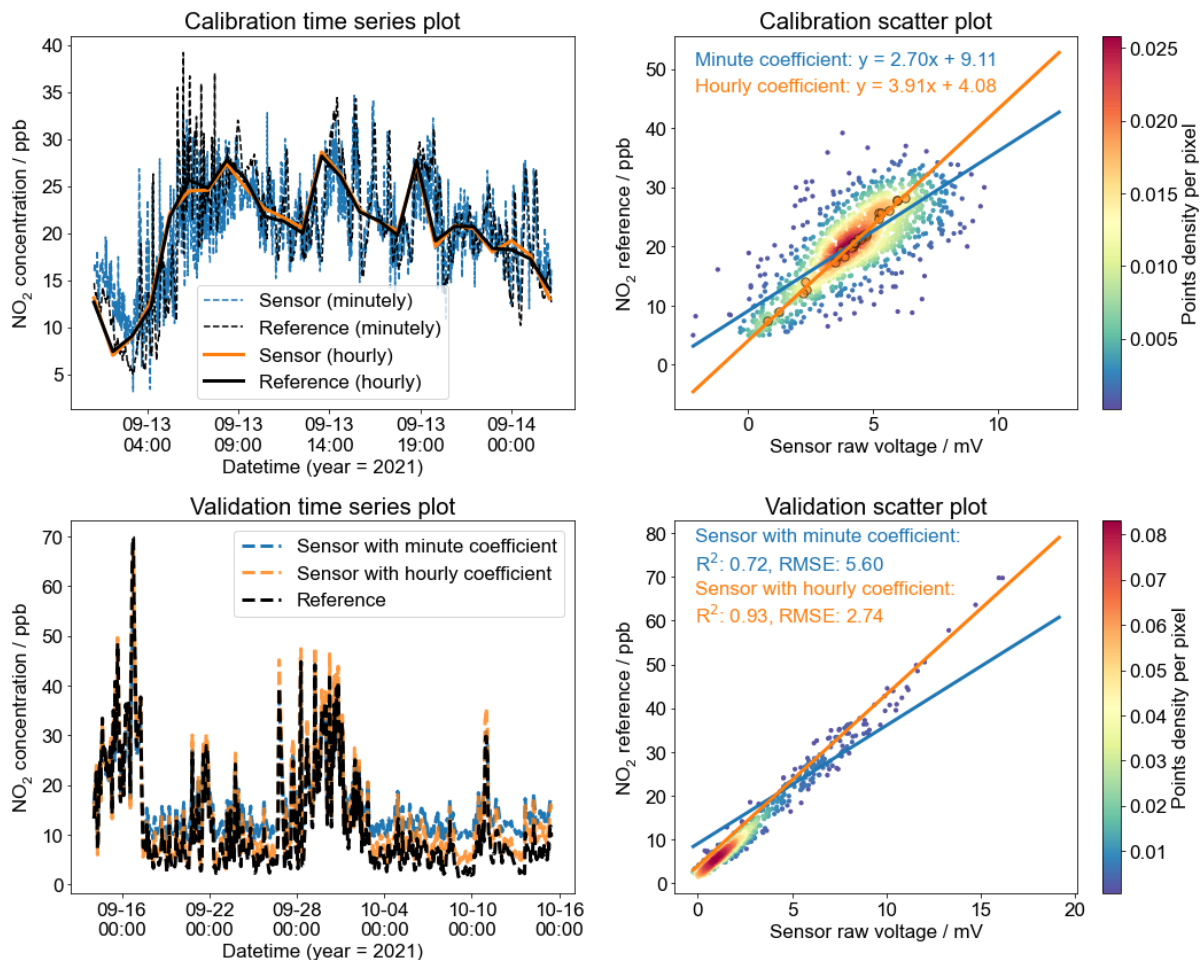 Calibration time series plot
NO2 concentration / ppb
40
35
30
25
20
15
10
5
Sensor (minutely)
Reference (minutely)
Sensor (hourly)
Reference (hourly)
09-13 04:00
09-13 09:00
09-13 14:00
09-13 19:00
09-14 00:00
Datetime (year = 2021)
Calibration scatter plot
Minute coefficient: y = 2.70x + 9.11
Hourly coefficient: y = 3.91x + 4.08
NO2 reference / ppb
50
40
30
20
10
0
0 5 10
Sensor raw voltage / mV
0.025
0.020
0.015
0.010
0.005
Points density per pixel
Validation time series plot
NO2 concentration / ppb
70
60
50
40
30
20
10
0
Sensor with minute coefficient
Sensor with hourly coefficient
Reference
09-16 00:00
09-22 00:00
09-28 00:00
10-04 00:00
10-10 00:00
10-16 00:00
Datetime (year = 2021)
Validation scatter plot
Sensor with minute coefficient:
R2: 0.72, RMSE: 5.60
Sensor with hourly coefficient:
R2: 0.93, RMSE: 2.74
NO2 reference / ppb
80
70
60
50
40
30
20
10
0
0 5 10 15 20
Sensor raw voltage / mV
0.08
0.07
0.06
0.05
0.04
0.03
0.02
0.01
Points density per pixel